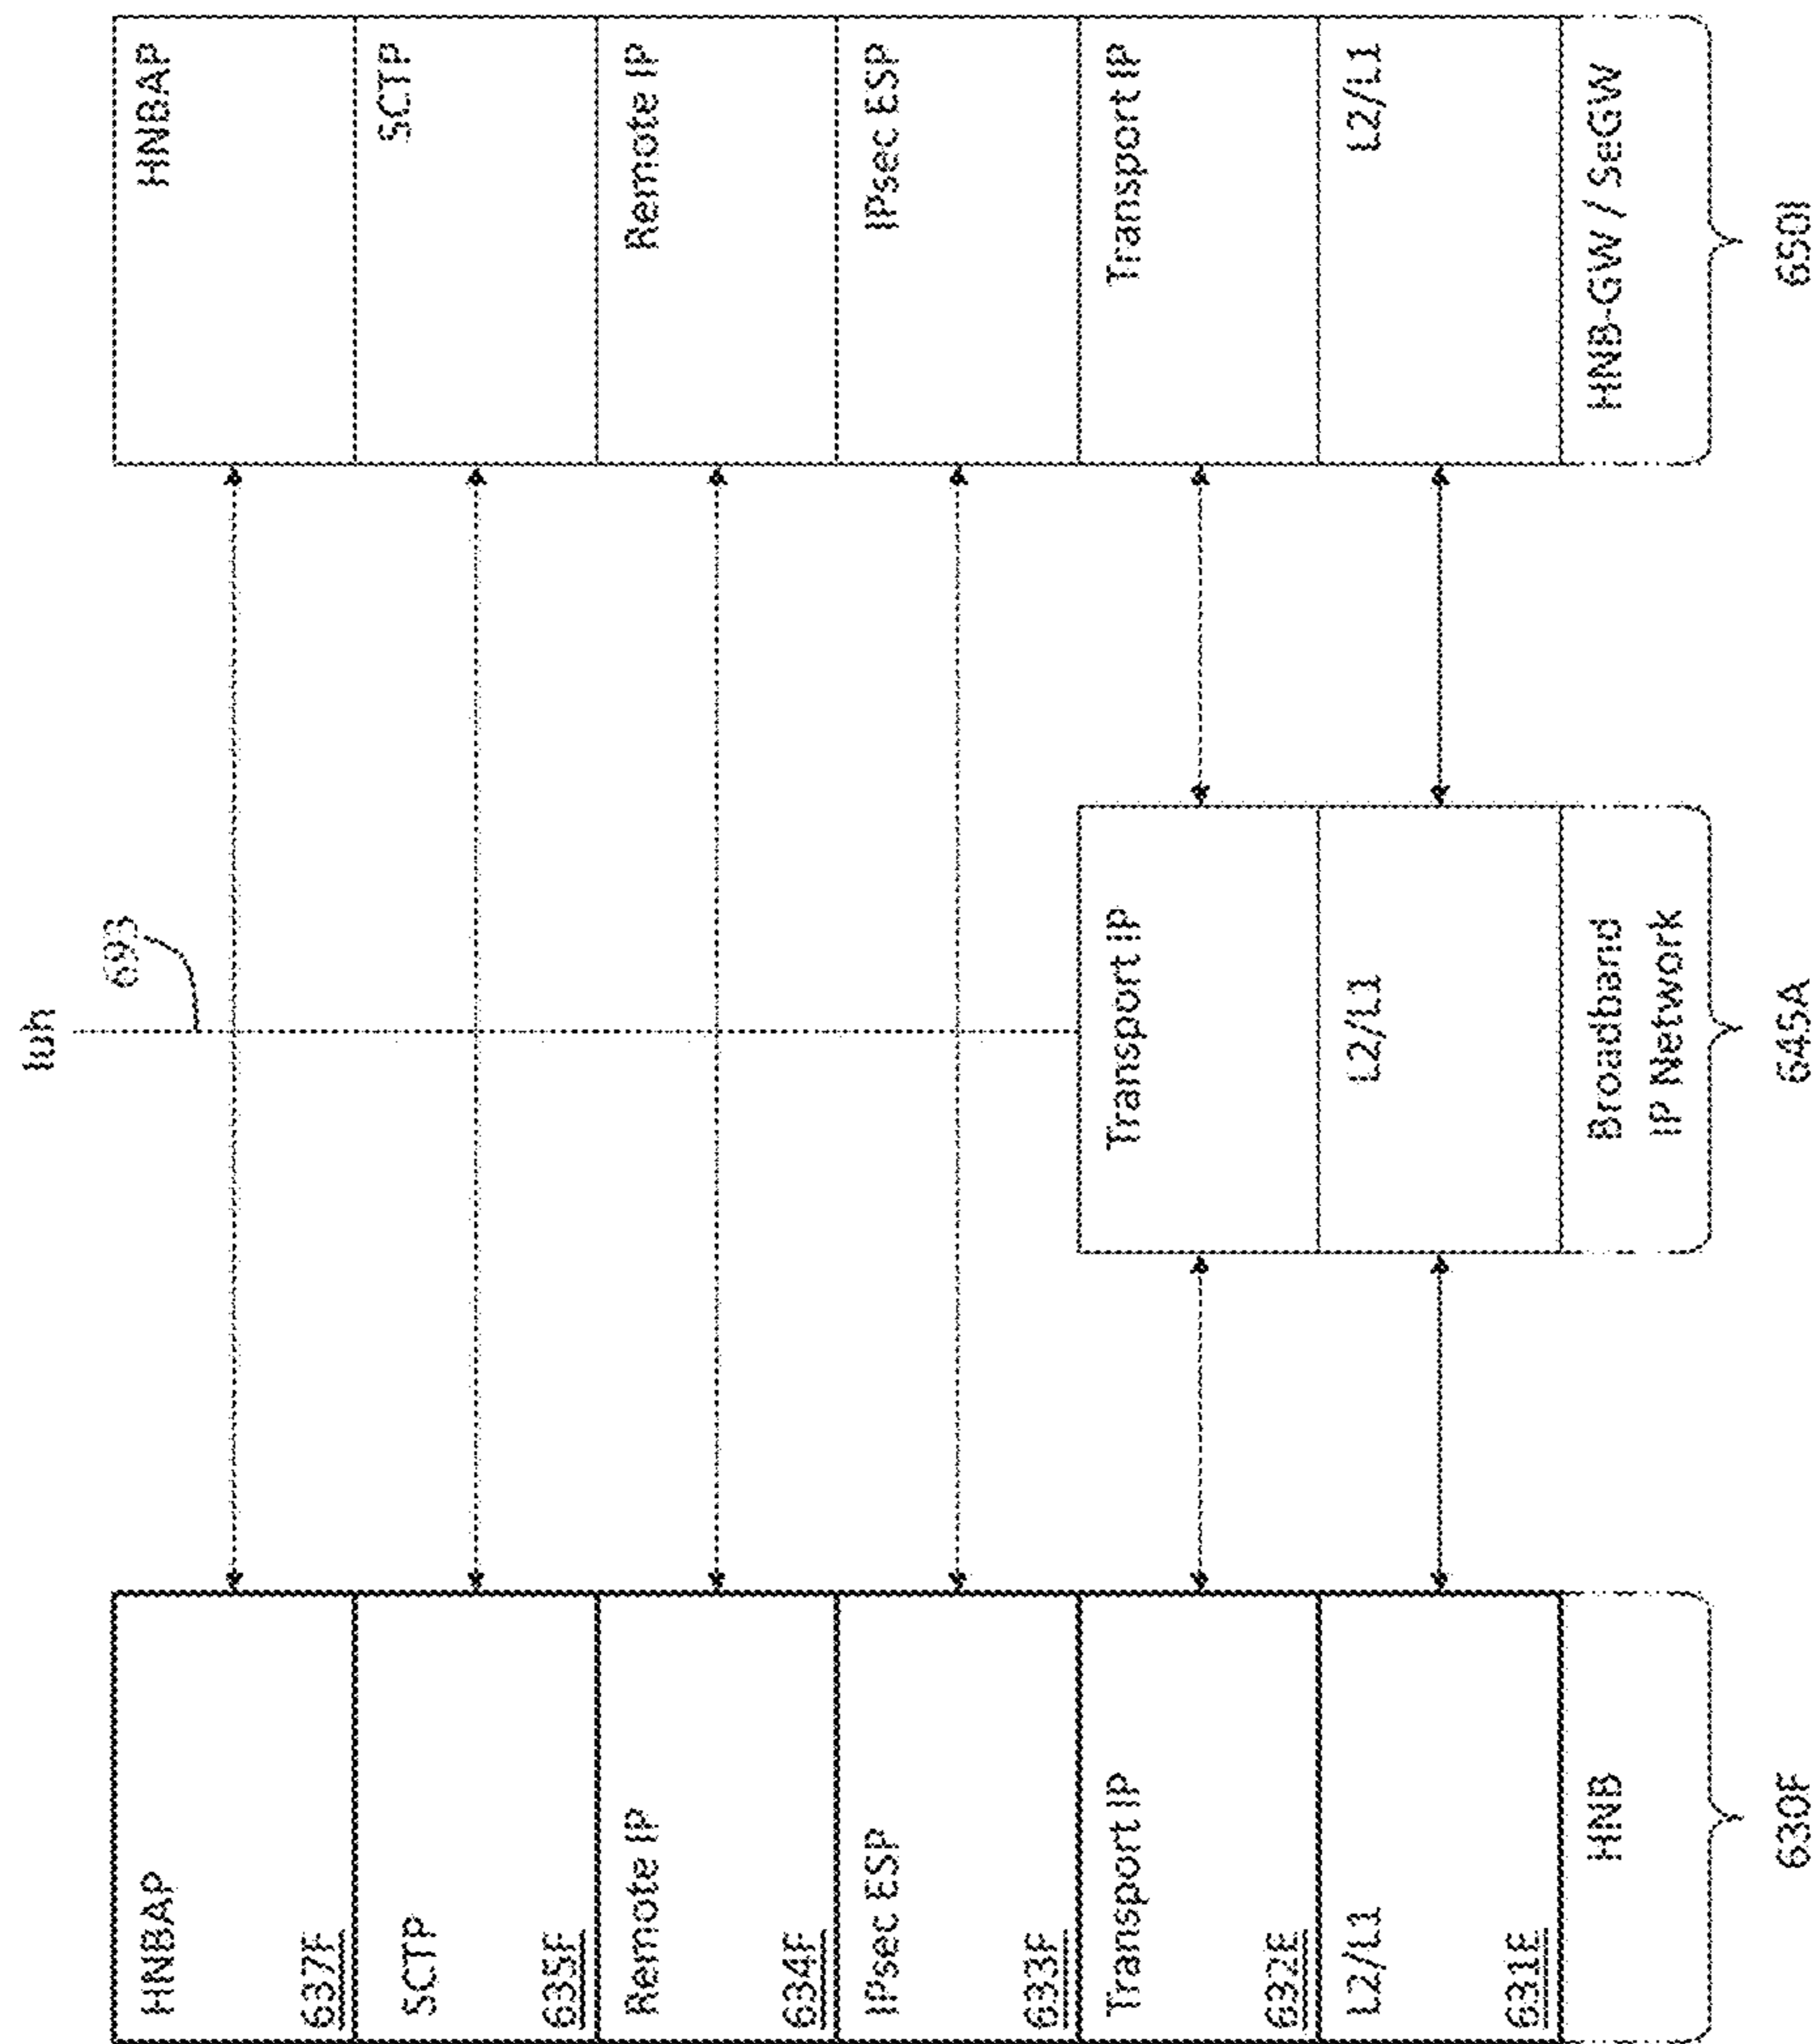 Iuh
693
HNBAP
637F
SCTP
635F
Remote IP
634F
IPsec ESP
633F
Transport IP
632E
L2/L1
631E
HNB
630F
Transport IP
L2/L1
Broadband
IP Network
645A
HNBAP
SCTP
Remote IP
IPsec ESP
Transport IP
L2/L1
HNB-GW / SeGW
650I